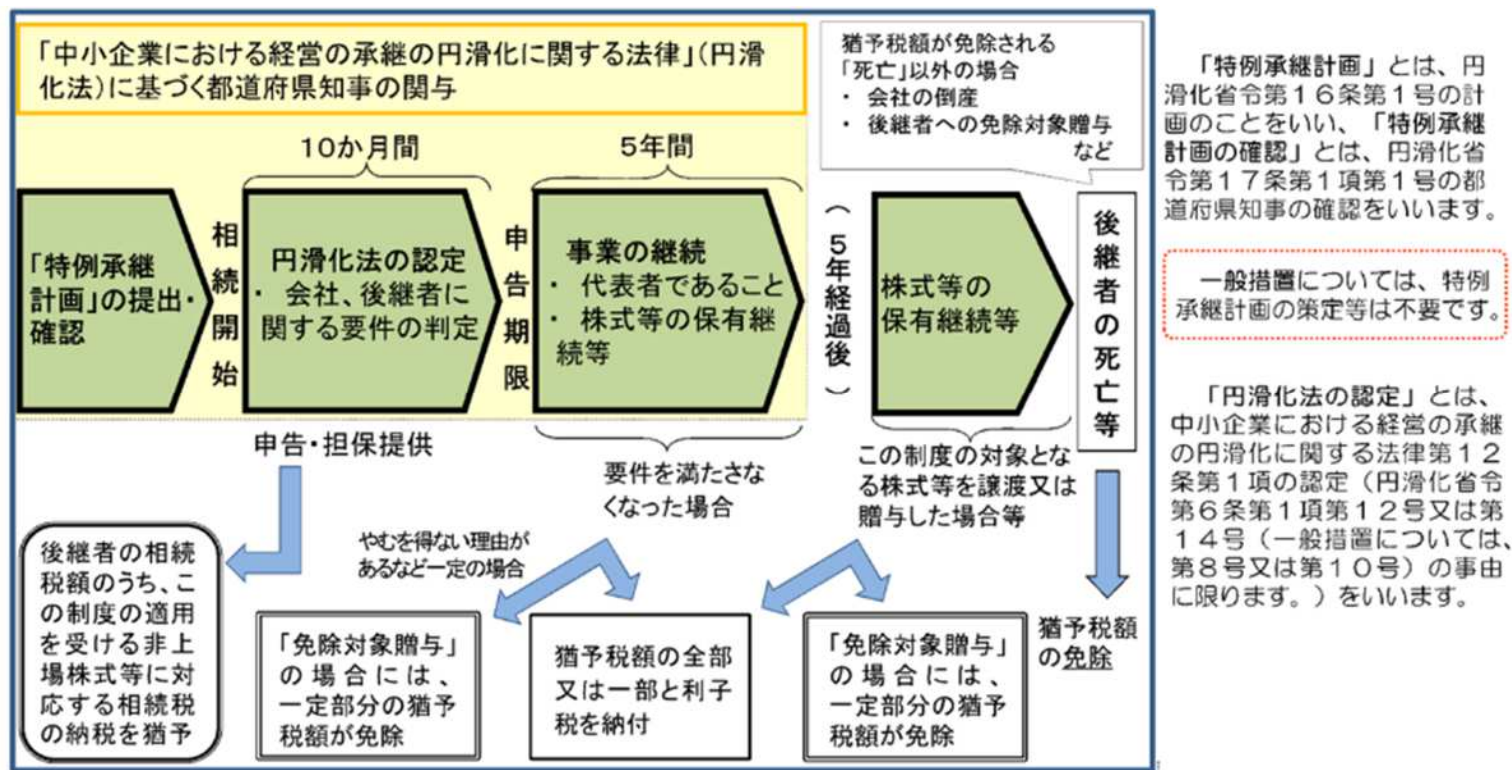 「中小企業における経営の承継の円滑化に関する法律」（円滑
化法）に基づく都道府県知事の関与
猶予税額が免除される
「死亡」以外の場合
・ 会社の倒産
・ 後継者への免除対象贈与
など
10か月間
5年間
「特例承継
計画」の提出・
確認
相続開始
円滑化法の認定
・ 会社、後継者に
関する要件の判定
申告期限
事業の継続
・ 代表者であること
・ 株式等の保有継
続等
（５年経過後）
株式等の
保有継続等
後継者の死亡等
申告・担保提供
要件を満たさな
くなった場合
この制度の対象とな
る株式等を譲渡又は
贈与した場合等
やむを得ない理由が
あるなど一定の場合
後継者の相続
税額のうち、こ
の制度の適用
を受ける非上
場株式等に対
応する相続税
の納税を猶予
「免除対象贈与」
の場合には、
一定部分の猶予
税額が免除
猶予税額の全部
又は一部と利子
税を納付
「免除対象贈与」
の場合には、
一定部分の猶予
税額が免除
猶予税額
の免除
「特例承継計画」とは、円
滑化省令第１６条第１号の計
画のことをいい、「特例承継
計画の確認」とは、円滑化省
令第１７条第１項第１号の都
道府県知事の確認をいいます。
一般措置については、特例
承継計画の策定等は不要です。
「円滑化法の認定」とは、
中小企業における経営の承継
の円滑化に関する法律第１２
条第１項の認定（円滑化省令
第６条第１項第１２号又は第
１４号（一般措置については、
第８号又は第１０号）の事由
に限ります。）をいいます。